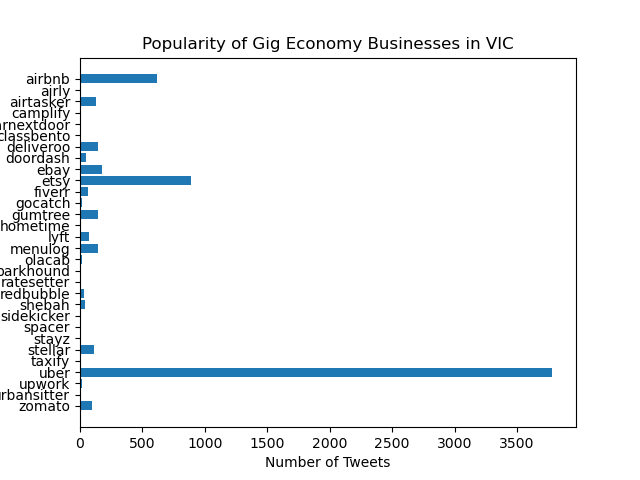 Popularity of Gig Economy Businesses in VIC
airbnb
airly
airtasker
camplify
arnextdoor
classbento
deliveroo
doordash
ebay
etsy
fiverr
gocatch
gumtree
hometime
lyft
menulog
olacab
parkhound
ratesetter
redbubble
shebah
sidekicker
spacer
stayz
stellar
taxify
uber
upwork
urbansitter
zomato
0 500 1000 1500 2000 2500 3000 3500
Number of Tweets